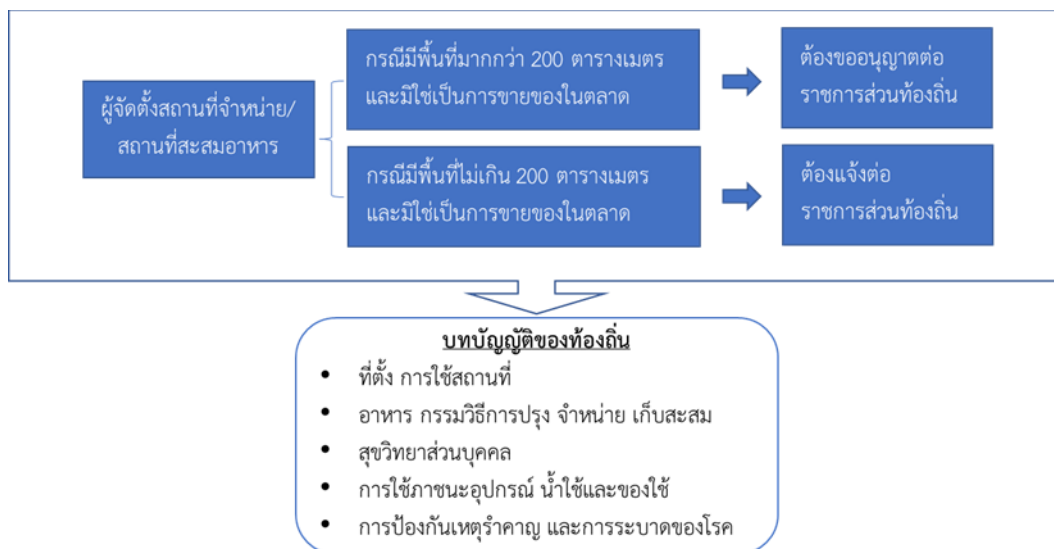 ผู้จัดตั้งสถานที่จำหน่าย/
สถานที่สะสมอาหาร
กรณีมีพื้นที่มากกว่า 200 ตารางเมตร
และมิใช่เป็นการขายของในตลาด
ต้องขออนุญาตต่อ
ราชการส่วนท้องถิ่น
กรณีมีพื้นที่ไม่เกิน 200 ตารางเมตร
และมิใช่เป็นการขายของในตลาด
ต้องแจ้งต่อ
ราชการส่วนท้องถิ่น
บทบัญญัติของท้องถิ่น
• ที่ตั้ง การใช้สถานที่
• อาหาร กรรมวิธีการปรุง จำหน่าย เก็บสะสม
• สุขวิทยาส่วนบุคคล
• การใช้ภาชนะอุปกรณ์ น้ำใช้และของใช้
• การป้องกันเหตุรำคาญ และการระบาดของโรค